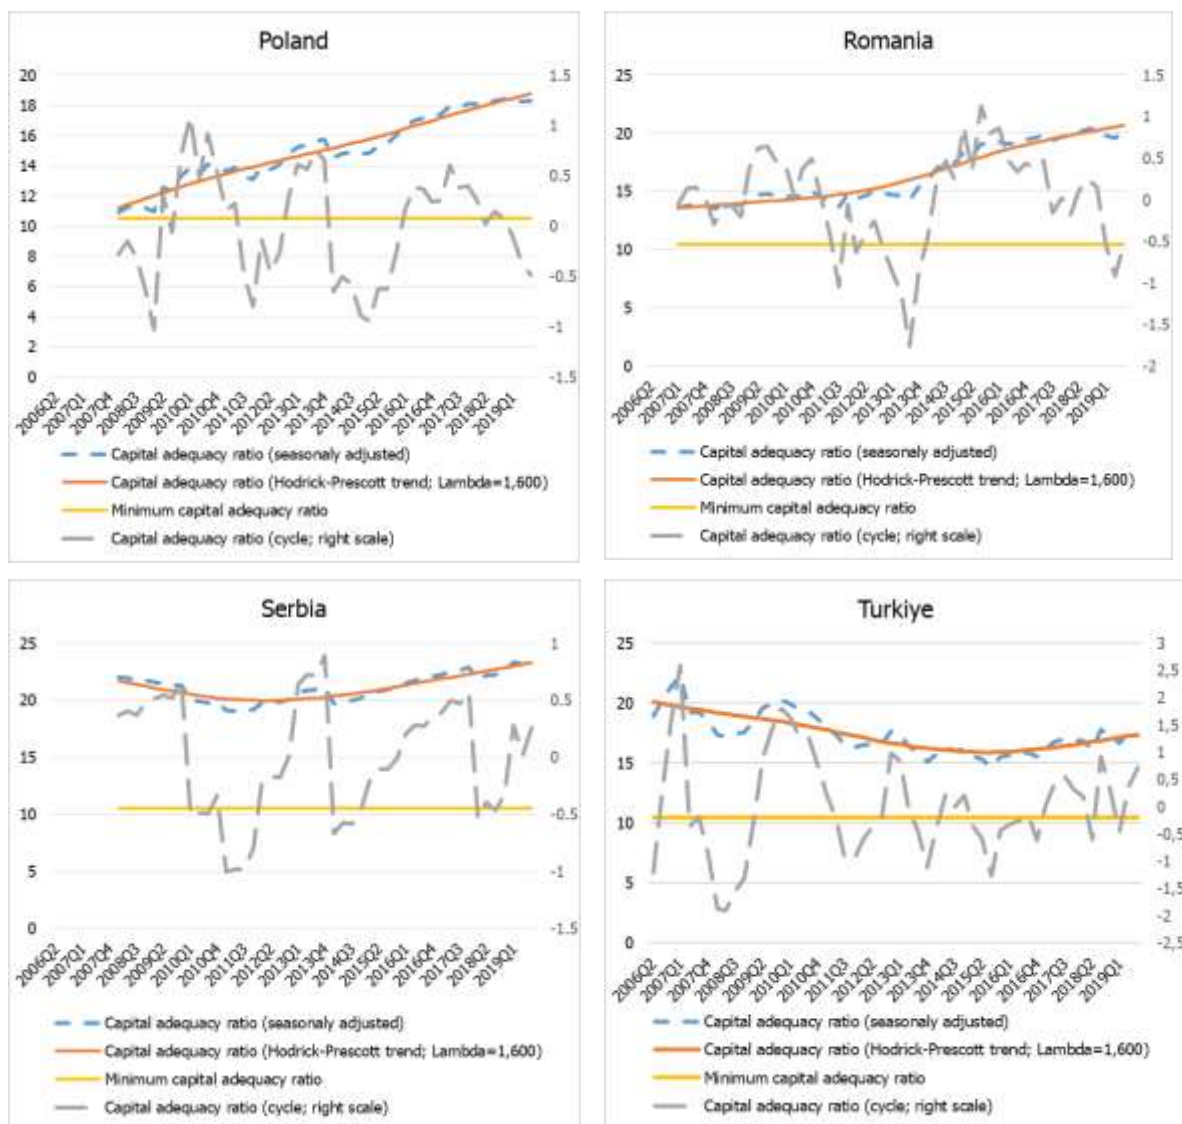 Poland
20
18
16
14
12
10
8
6
4
2
0
1.5
1
0.5
0
-0.5
-1
-1.5
2006Q2
2007Q1
2007Q4
2008Q3
2009Q2
2010Q1
2010Q4
2011Q3
2012Q2
2013Q1
2013Q4
2014Q3
2015Q2
2016Q1
2016Q4
2017Q3
2018Q2
2019Q1
Capital adequacy ratio (seasonaly adjusted)
Capital adequacy ratio (Hodrick-Prescott trend; Lambda=1,600)
Minimum capital adequacy ratio
Capital adequacy ratio (cycle; right scale)
Romania
25
20
15
10
5
0
1.5
1
0.5
0
-0.5
-1
-1.5
-2
2006Q2
2007Q1
2007Q4
2008Q3
2009Q2
2010Q1
2010Q4
2011Q3
2012Q2
2013Q1
2013Q4
2014Q3
2015Q2
2016Q1
2016Q4
2017Q3
2018Q2
2019Q1
Capital adequacy ratio (seasonaly adjusted)
Capital adequacy ratio (Hodrick-Prescott trend; Lambda=1,600)
Minimum capital adequacy ratio
Capital adequacy ratio (cycle; right scale)
Serbia
25
20
15
10
5
0
1
0.5
0
-0.5
-1
-1.5
2006Q2
2007Q1
2007Q4
2008Q3
2009Q2
2010Q1
2010Q4
2011Q3
2012Q2
2013Q1
2013Q4
2014Q3
2015Q2
2016Q1
2016Q4
2017Q3
2018Q2
2019Q1
Capital adequacy ratio (seasonaly adjusted)
Capital adequacy ratio (Hodrick-Prescott trend; Lambda=1,600)
Minimum capital adequacy ratio
Capital adequacy ratio (cycle; right scale)
Turkiye
25
20
15
10
5
0
3
2,5
2
1,5
1
0,5
0
-0,5
-1
-1,5
-2
-2,5
2006Q2
2007Q1
2007Q4
2008Q3
2009Q2
2010Q1
2010Q4
2011Q3
2012Q2
2013Q1
2013Q4
2014Q3
2015Q2
2016Q1
2016Q4
2017Q3
2018Q2
2019Q1
Capital adequacy ratio (seasonaly adjusted)
Capital adequacy ratio (Hodrick-Prescott trend; Lambda=1,600)
Minimum capital adequacy ratio
Capital adequacy ratio (cycle; right scale)